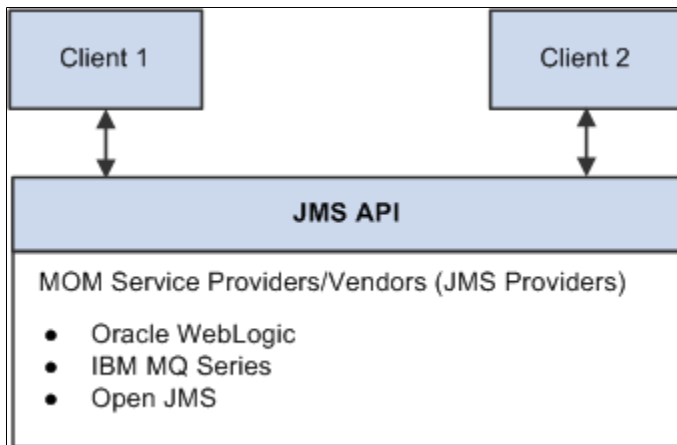 Client 1
Client 2
JMS API
MOM Service Providers/Vendors (JMS Providers)
● Oracle WebLogic
● IBM MQ Series
● Open JMS